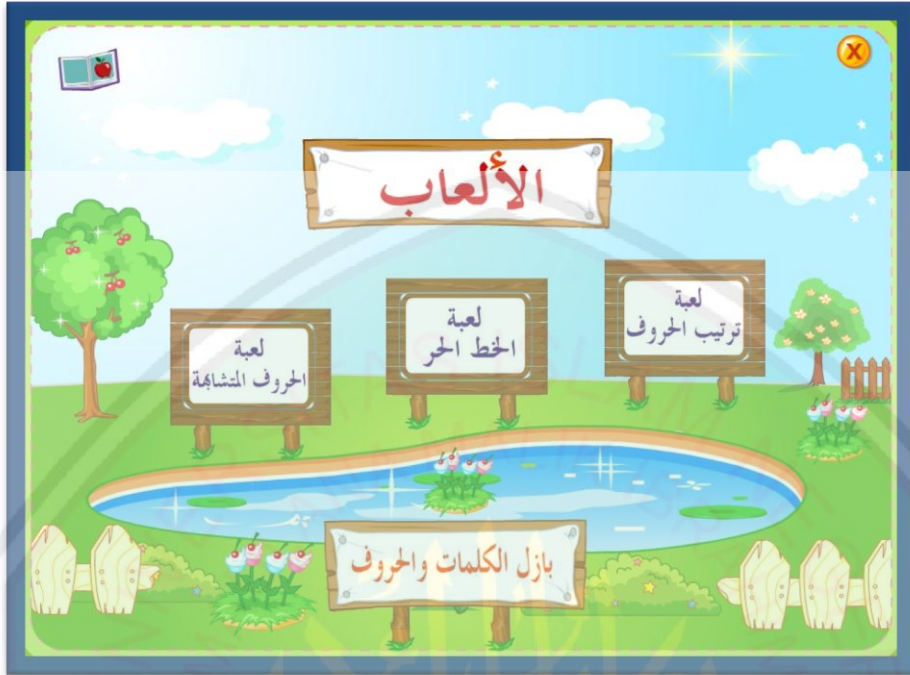 الألعاب
لعبة
ترتيب الحروف
لعبة
الخط الحر
لعبة
الحروف المتشابهة
بازل الكلمات والحروف
X